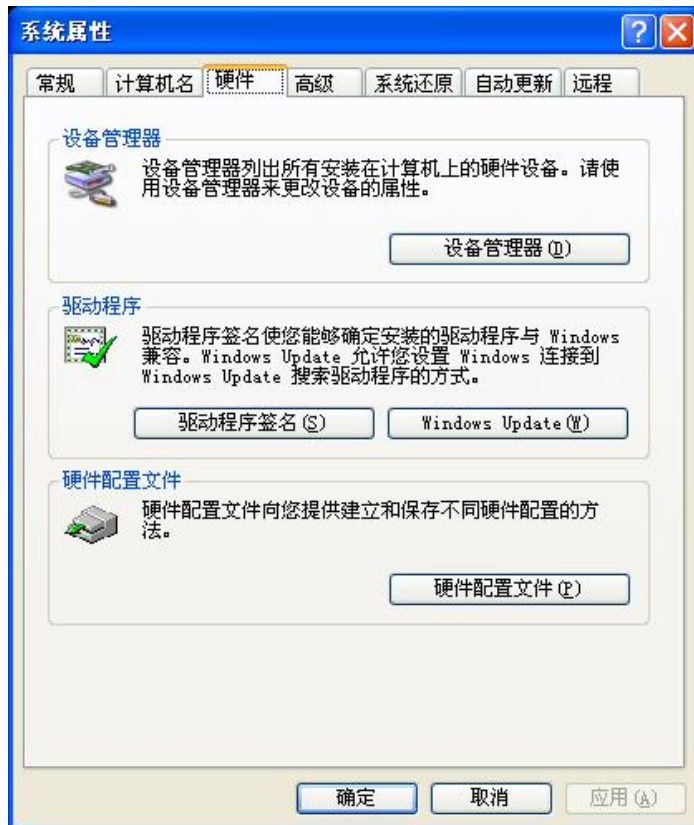 系统属性
常规 计算机名 硬件 高级 系统还原 自动更新 远程
设备管理器
设备管理器列出所有安装在计算机上的硬件设备。请使
用设备管理器来更改设备的属性。
设备管理器(D)
驱动程序
驱动程序签名使您能够确定安装的驱动程序与 Windows
兼容。Windows Update 允许您设置 Windows 连接到
Windows Update 搜索驱动程序的方式。
驱动程序签名(S) Windows Update(W)
硬件配置文件
硬件配置文件向您提供建立和保存不同硬件配置的方
法。
硬件配置文件(P)
确定 取消 应用(A)